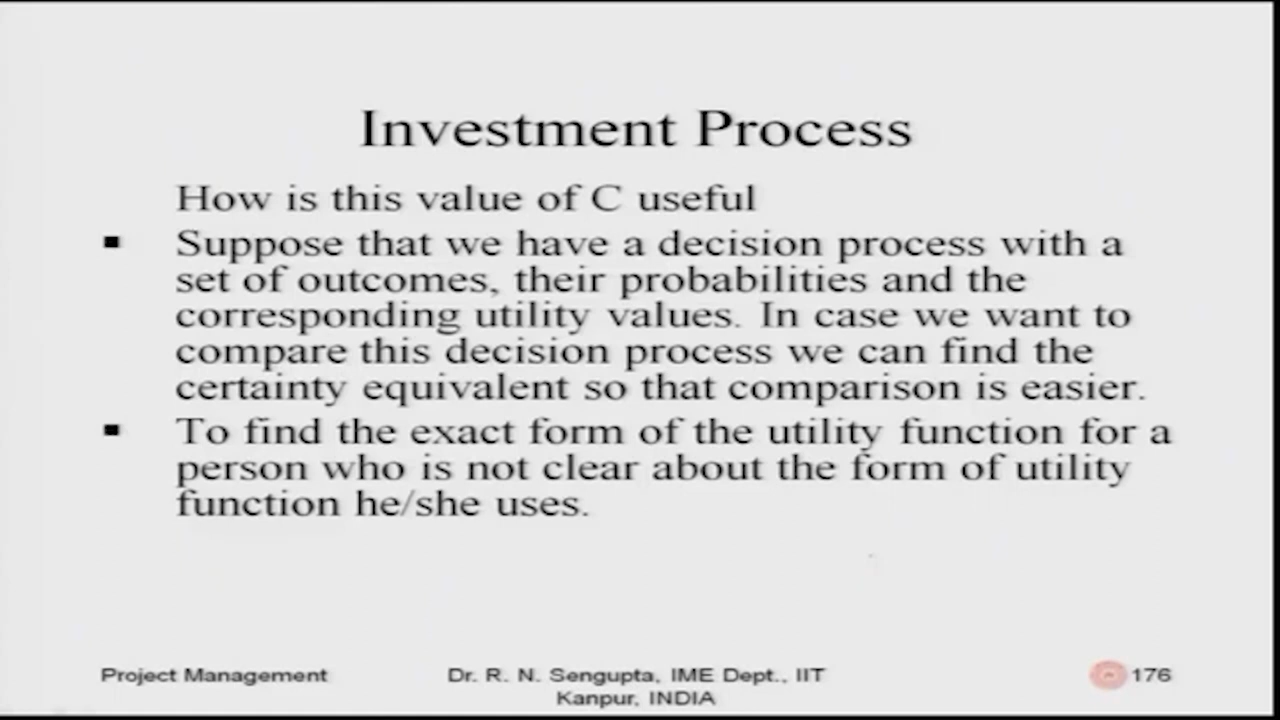 Investment Process
How is this value of C useful
▪ Suppose that we have a decision process with a
set of outcomes, their probabilities and the
corresponding utility values. In case we want to
compare this decision process we can find the
certainty equivalent so that comparison is easier.
▪ To find the exact form of the utility function for a
person who is not clear about the form of utility
function he/she uses.
Project Management
Dr. R. N. Sengupta, IME Dept., IIT
Kanpur, INDIA
176